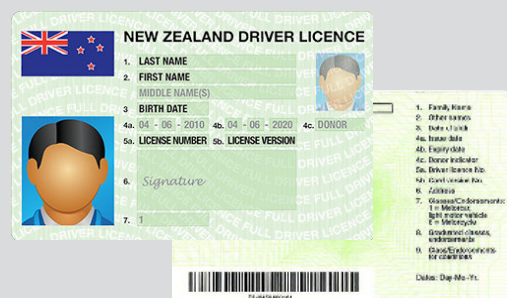 NEW ZEALAND DRIVER LICENCE
1. LAST NAME
2. FIRST NAME
MIDDLE NAME(S)
3 BIRTH DATE
4a. 04 - 06 - 2010 4b. 04 - 06 - 2020 4c. DONOR
5a. LICENSE NUMBER 5b. LICENSE VERSION
6. Signature
7. 1
1. Family Name
2. Other names
3. Date of birth
4a. Issue date
4b. Expiry date
4c. Donor indicator
5a. Driver licence No.
5b. Card version No.
6. Address
7. Classes/Endorsements:
1 = Motorcar,
light motor vehicle
6 = Motorcycle
8. Graduated classes,
endorsements
9. Class/Endorsements
for conditions
Dates: Day-Mo-Yr.